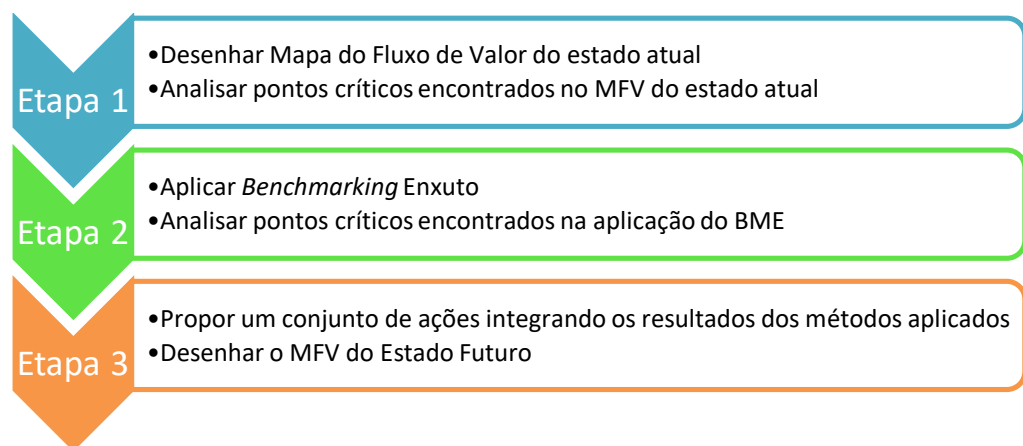 Etapa 1
•Desenhar Mapa do Fluxo de Valor do estado atual
•Analisar pontos críticos encontrados no MFV do estado atual
Etapa 2
•Aplicar Benchmarking Enxuto
•Analisar pontos críticos encontrados na aplicação do BME
Etapa 3
•Propor um conjunto de ações integrando os resultados dos métodos aplicados
•Desenhar o MFV do Estado Futuro